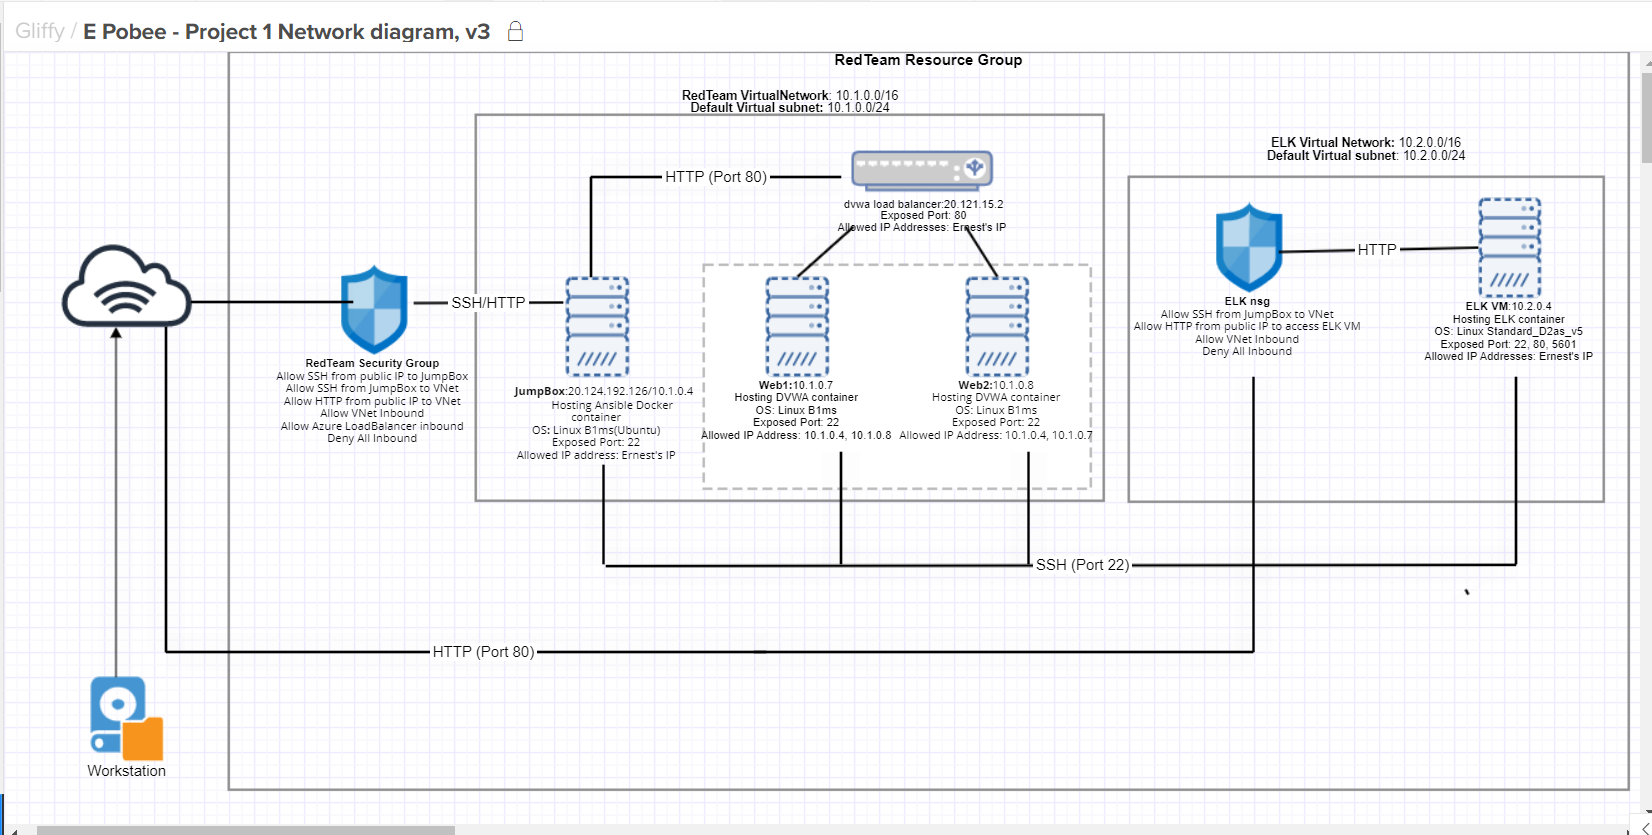 Gliffy / E Pobee - Project 1 Network diagram, v3
RedTeam Resource Group
RedTeam VirtualNetwork: 10.1.0.0/16
Default Virtual subnet: 10.1.0.0/24
ELK Virtual Network: 10.2.0.0/16
Default Virtual subnet: 10.2.0.0/24
HTTP (Port 80)
dvwa load balancer:20.121.15.2
Exposed Port: 80
Allowed IP Addresses: Ernest's IP
SSH/HTTP
HTTP
RedTeam Security Group
Allow SSH from public IP to JumpBox
Allow SSH from JumpBox to VNet
Allow HTTP from public IP to VNet
Allow VNet Inbound
Allow Azure LoadBalancer inbound
Deny All Inbound
JumpBox:20.124.192.126/10.1.0.4
Hosting Ansible Docker
container
OS: Linux B1ms(Ubuntu)
Exposed Port: 22
Allowed IP address: Ernest's IP
Web1:10.1.0.7
Hosting DVWA container
OS: Linux B1ms
Exposed Port: 22
Allowed IP Address: 10.1.0.4, 10.1.0.8
Web2:10.1.0.8
Hosting DVWA container
OS: Linux B1ms
Exposed Port: 22
Allowed IP Address: 10.1.0.4, 10.1.0.7
ELK nsg
Allow SSH from JumpBox to VNet
Allow HTTP from public IP to access ELK VM
Allow VNet Inbound
Deny All Inbound
ELK VM:10.2.0.4
Hosting ELK container
OS: Linux Standard_D2as_v5
Exposed Port: 22, 80, 5601
Allowed IP Addresses: Ernest's IP
SSH (Port 22)
HTTP (Port 80)
Workstation